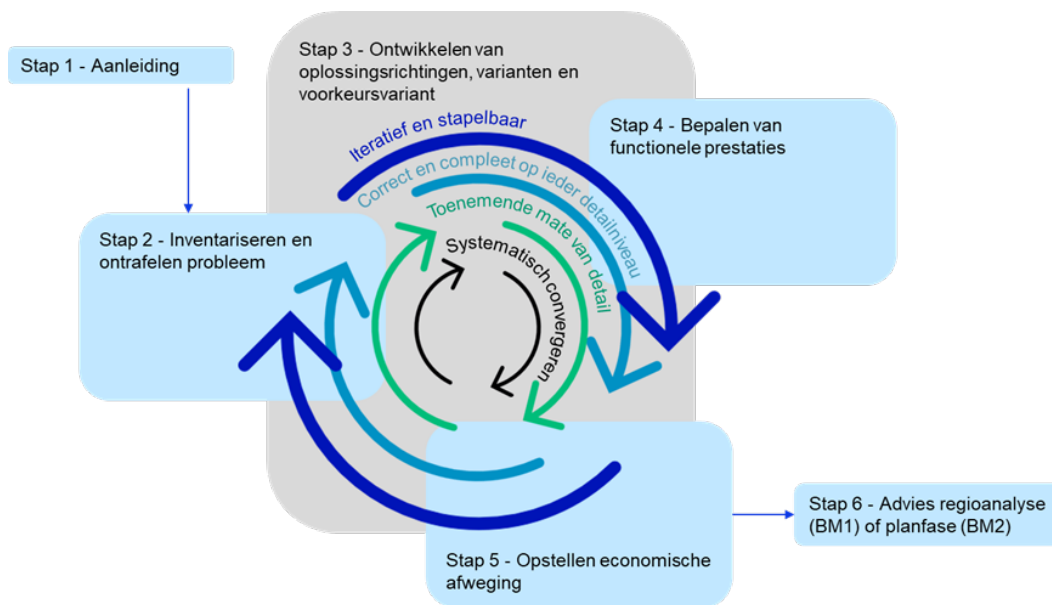 Stap 1 - Aanleiding
Stap 3 - Ontwikkelen van
oplossingsrichtingen, varianten en
voorkeursvariant
Stap 4 - Bepalen van
functionele prestaties
Iteratief en stapelbaar
Correct en compleet op ieder detailniveau
Toenemende mate van detail
Systematisch convergeren
Stap 2 - Inventariseren en
ontrafelen probleem
Stap 5 - Opstellen economische
afweging
Stap 6 - Advies regioanalyse
(BM1) of planfase (BM2)